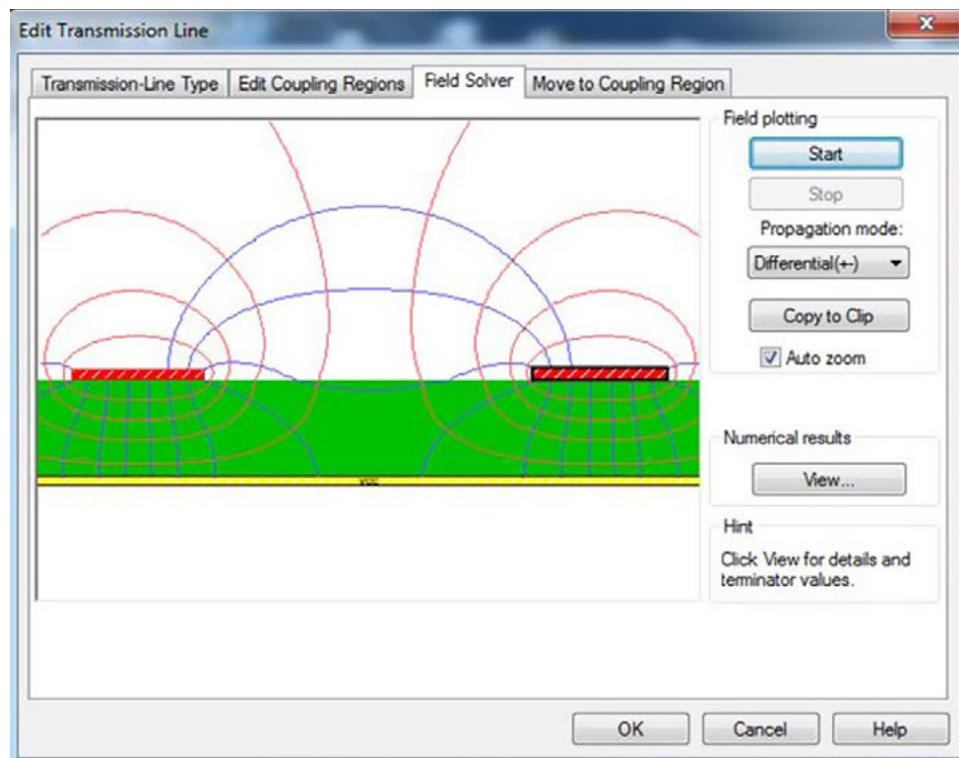 Edit Transmission Line
Transmission-Line Type
Edit Coupling Regions
Field Solver
Move to Coupling Region
Field plotting
Start
Stop
Propagation mode:
Differential(+-)
Copy to Clip
Auto zoom
VCC
Numerical results
View...
Hint
Click View for details and
terminator values.
OK
Cancel
Help